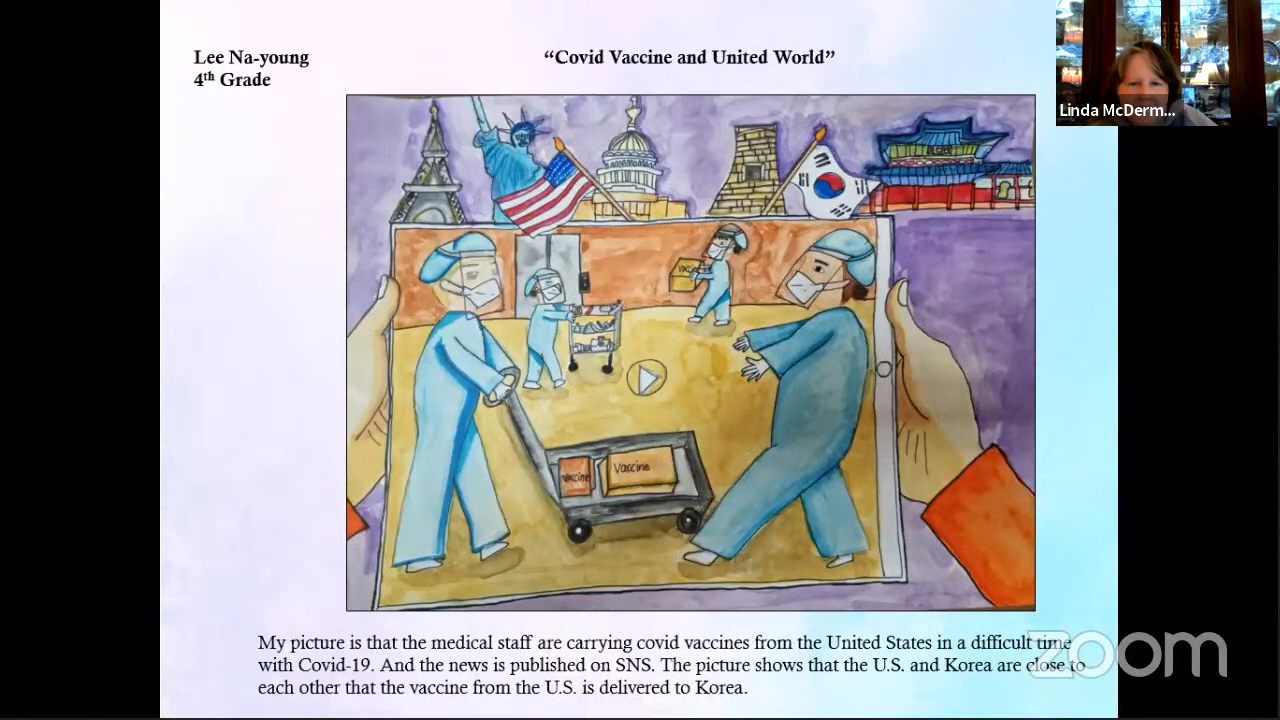 Lee Na-young
4th Grade
“Covid Vaccine and United World”
Linda McDerm...
vaccine
vaccine
Vaccine
My picture is that the medical staff are carrying covid vaccines from the United States in a difficult time
with Covid-19. And the news is published on SNS. The picture shows that the U.S. and Korea are close to
each other that the vaccine from the U.S. is delivered to Korea.
zoom